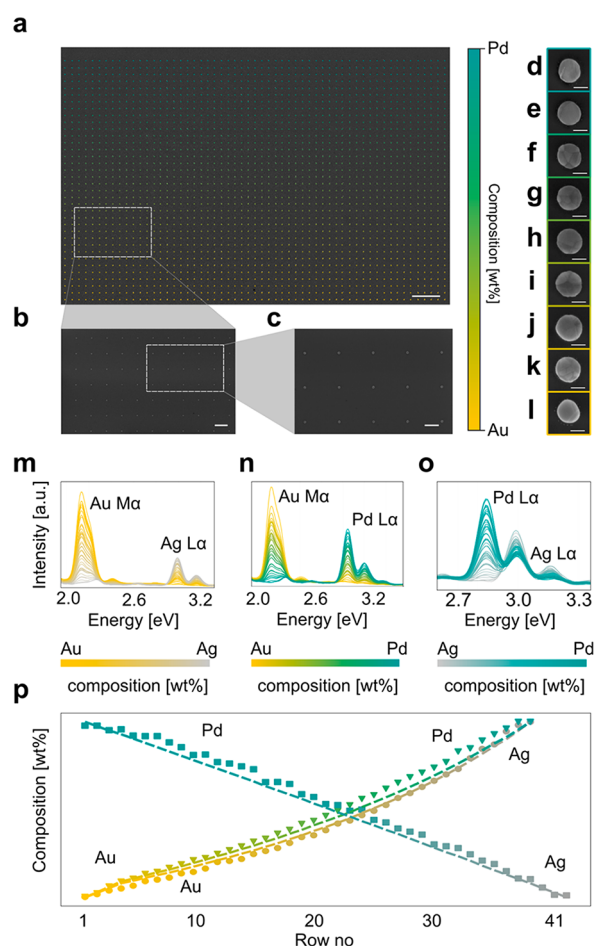 a
Pd
Composition [wt%]
Au
d
e
f
g
h
i
j
k
l
b
c
m
n
o
Intensity [a.u.]
Au Mα
Ag Lα
2.0 2.6 3.2
Energy [eV]
Au Mα
Pd Lα
2.0 2.6 3.2
Energy [eV]
Pd Lα
Ag Lα
2.7 3.0 3.3
Energy [eV]
Au Ag
composition [wt%]
Au Pd
composition [wt%]
Ag Pd
composition [wt%]
p
Composition [wt%]
Pd
Pd
Ag
Au
Au
Ag
1 10 20 30 41
Row no